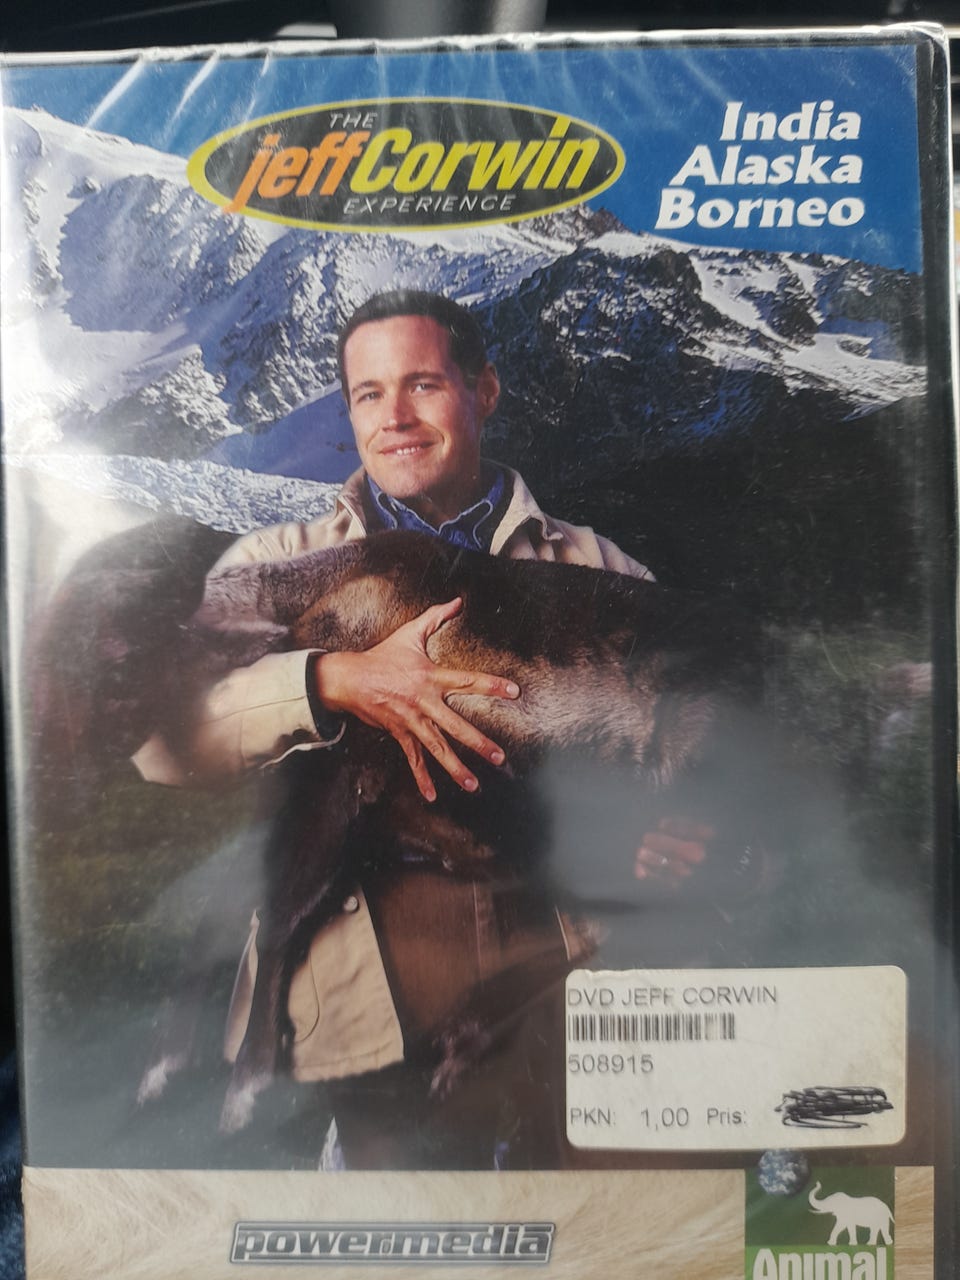 THE
jeffCorwin
EXPERIENCE
India
Alaska
Borneo
DVD JEFF CORWIN
508915
PKN: 1,00 Pris:
powermedia
Animal